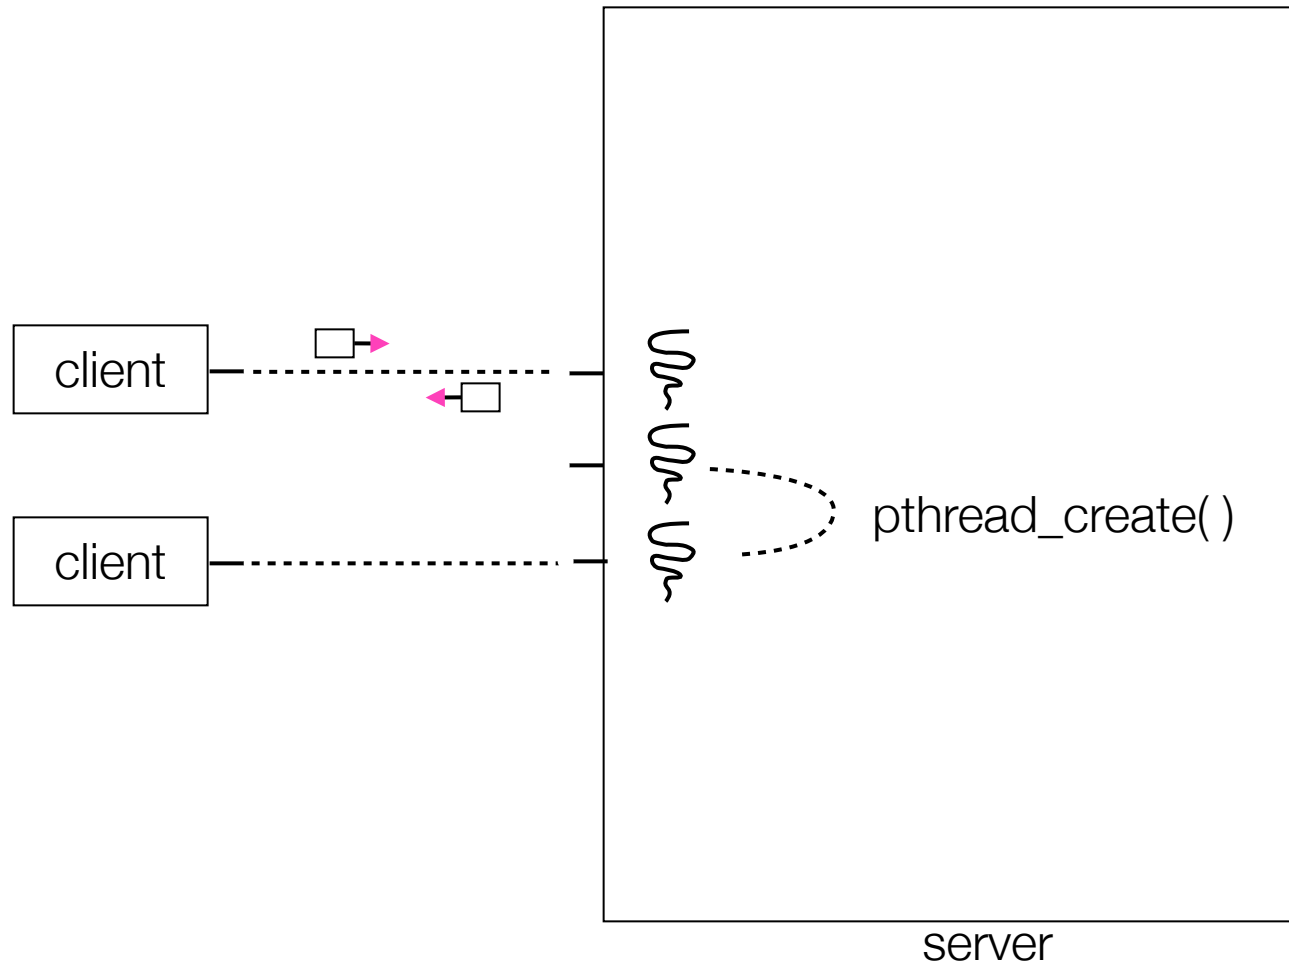 client
client
pthread_create( )
server